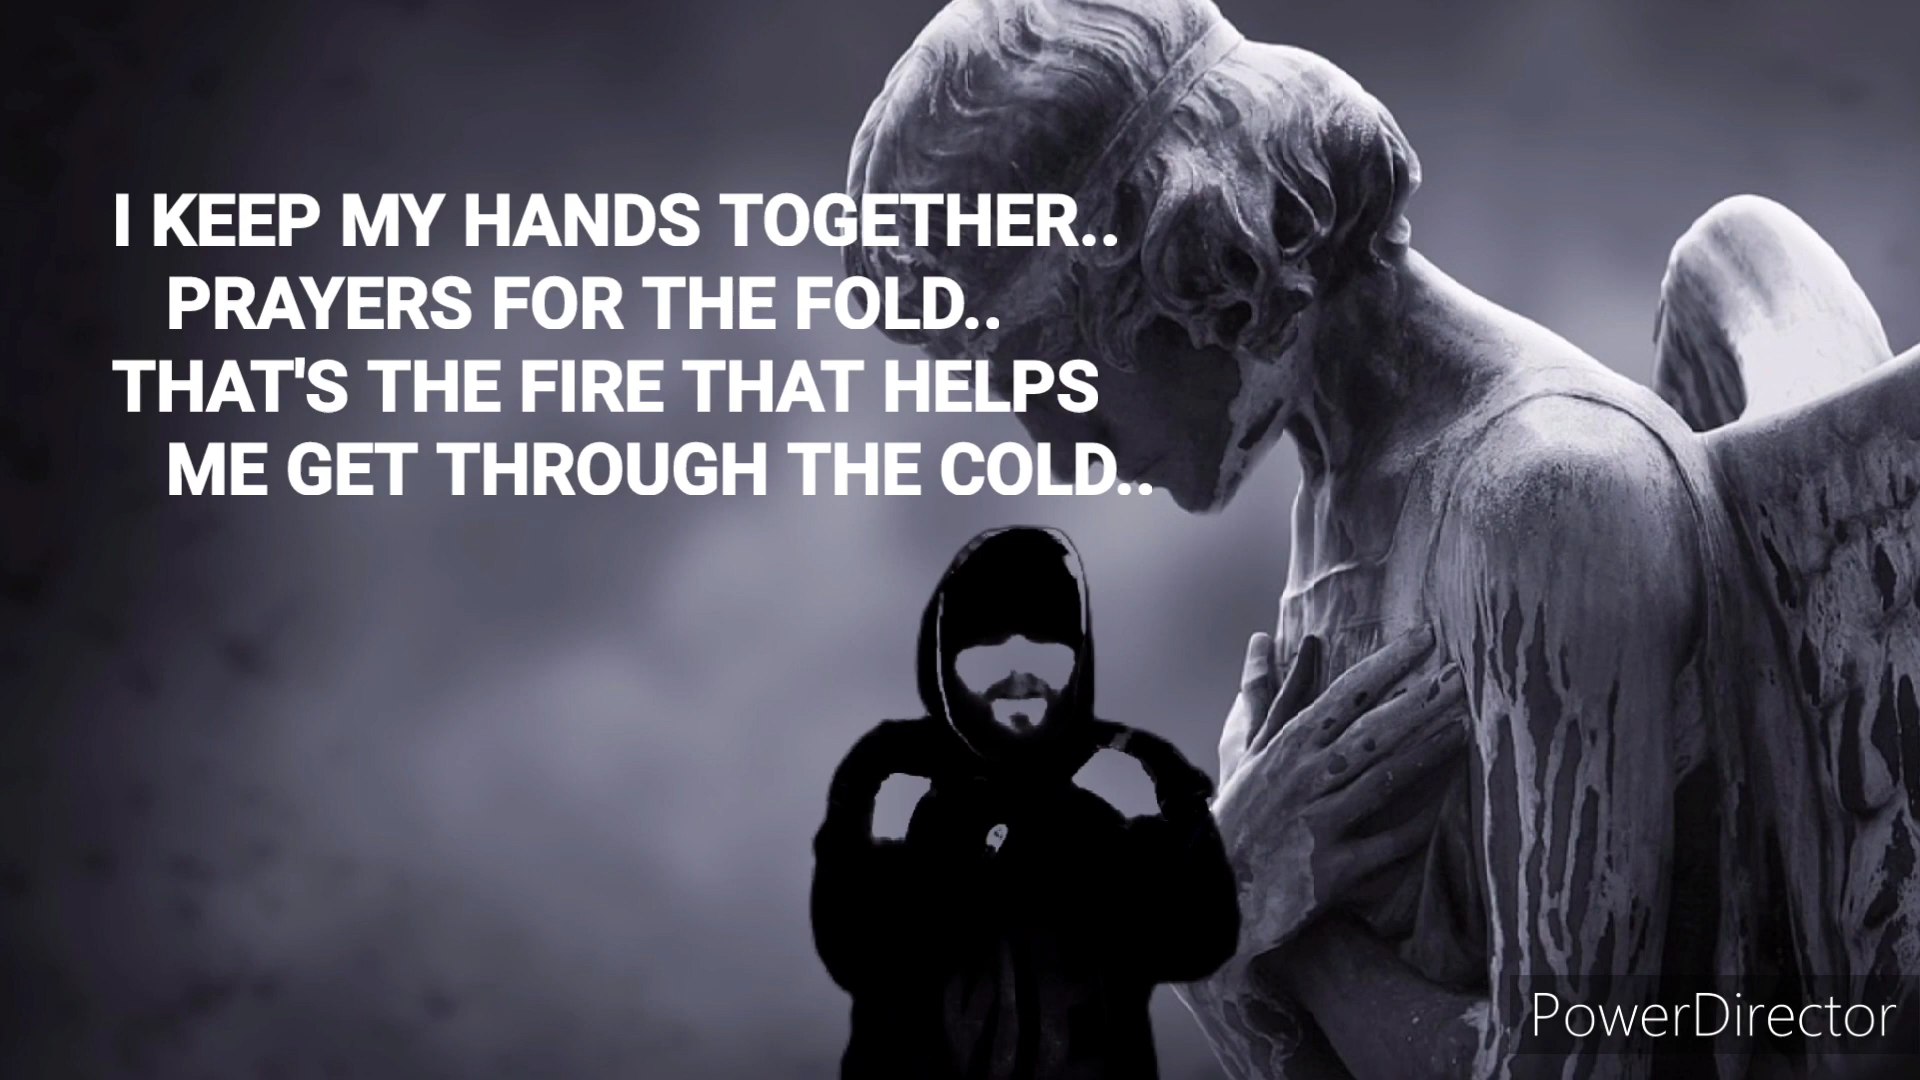 I KEEP MY HANDS TOGETHER..
PRAYERS FOR THE FOLD..
THAT'S THE FIRE THAT HELPS
ME GET THROUGH THE COLD..
PowerDirector